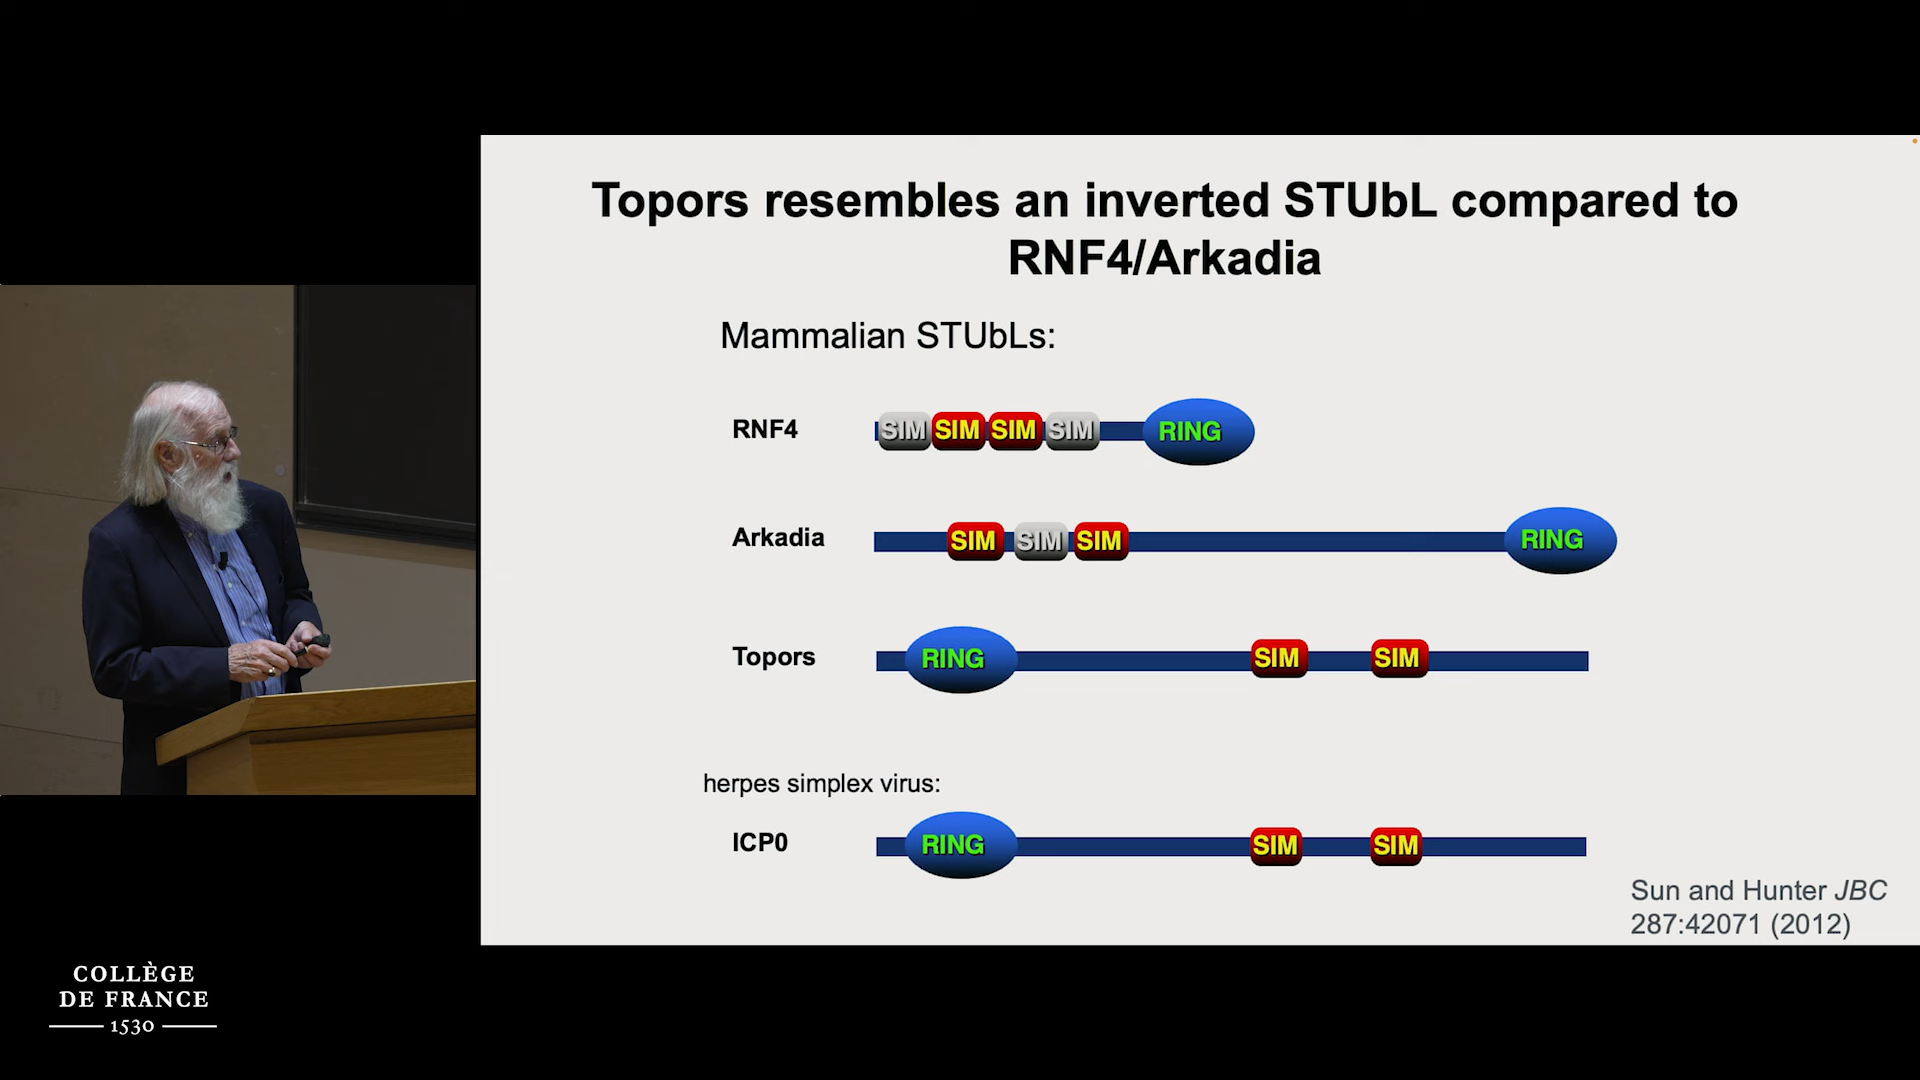 Topors resembles an inverted STUbL compared to
RNF4/Arkadia
Mammalian STUbLs:
RNF4 SIM SIM SIM SIM RING
Arkadia SIM SIM SIM RING
Topors RING SIM SIM
herpes simplex virus:
ICP0 RING SIM SIM
Sun and Hunter JBC
287:42071 (2012)
COLLÈGE
DE FRANCE
1530